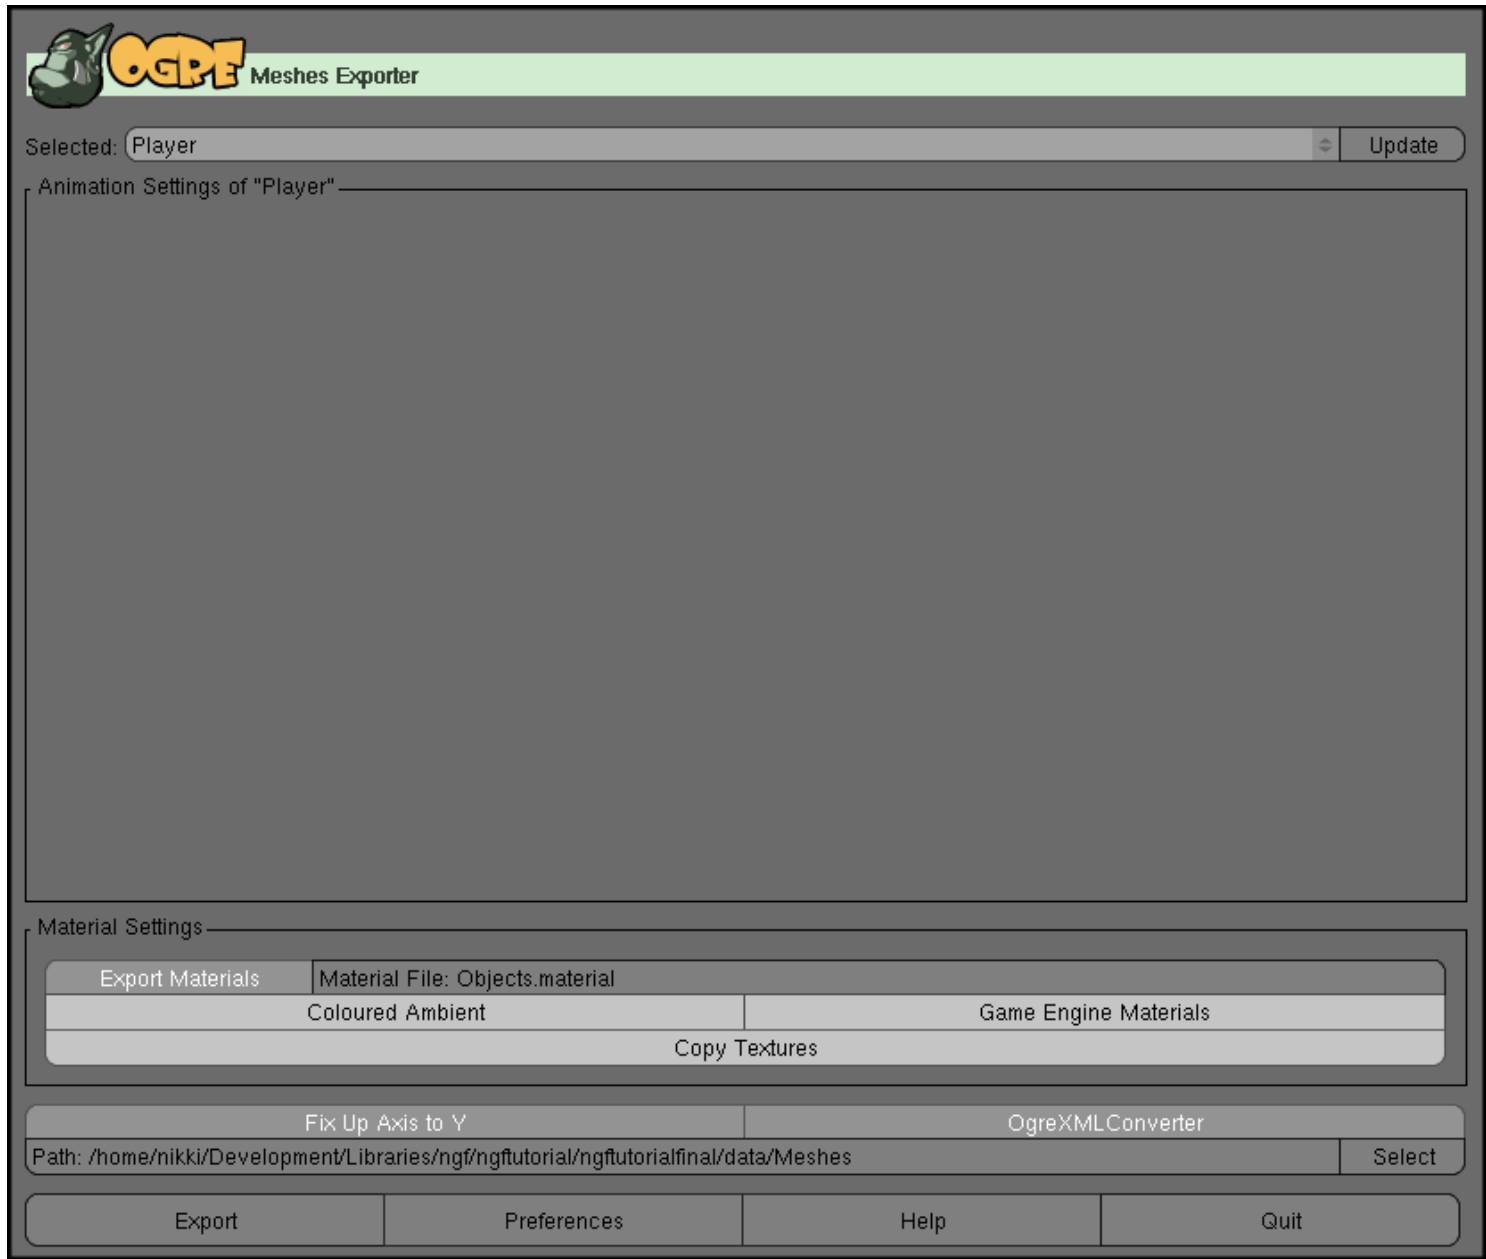 OGRE Meshes Exporter
Selected: Player Update
Animation Settings of "Player"
Material Settings
Export Materials Material File: Objects.material
Coloured Ambient Game Engine Materials
Copy Textures
Fix Up Axis to Y OgreXMLConverter
Path: /home/nikki/Development/Libraries/ngf/ngftutorial/ngftutorialfinal/data/Meshes Select
Export Preferences Help Quit